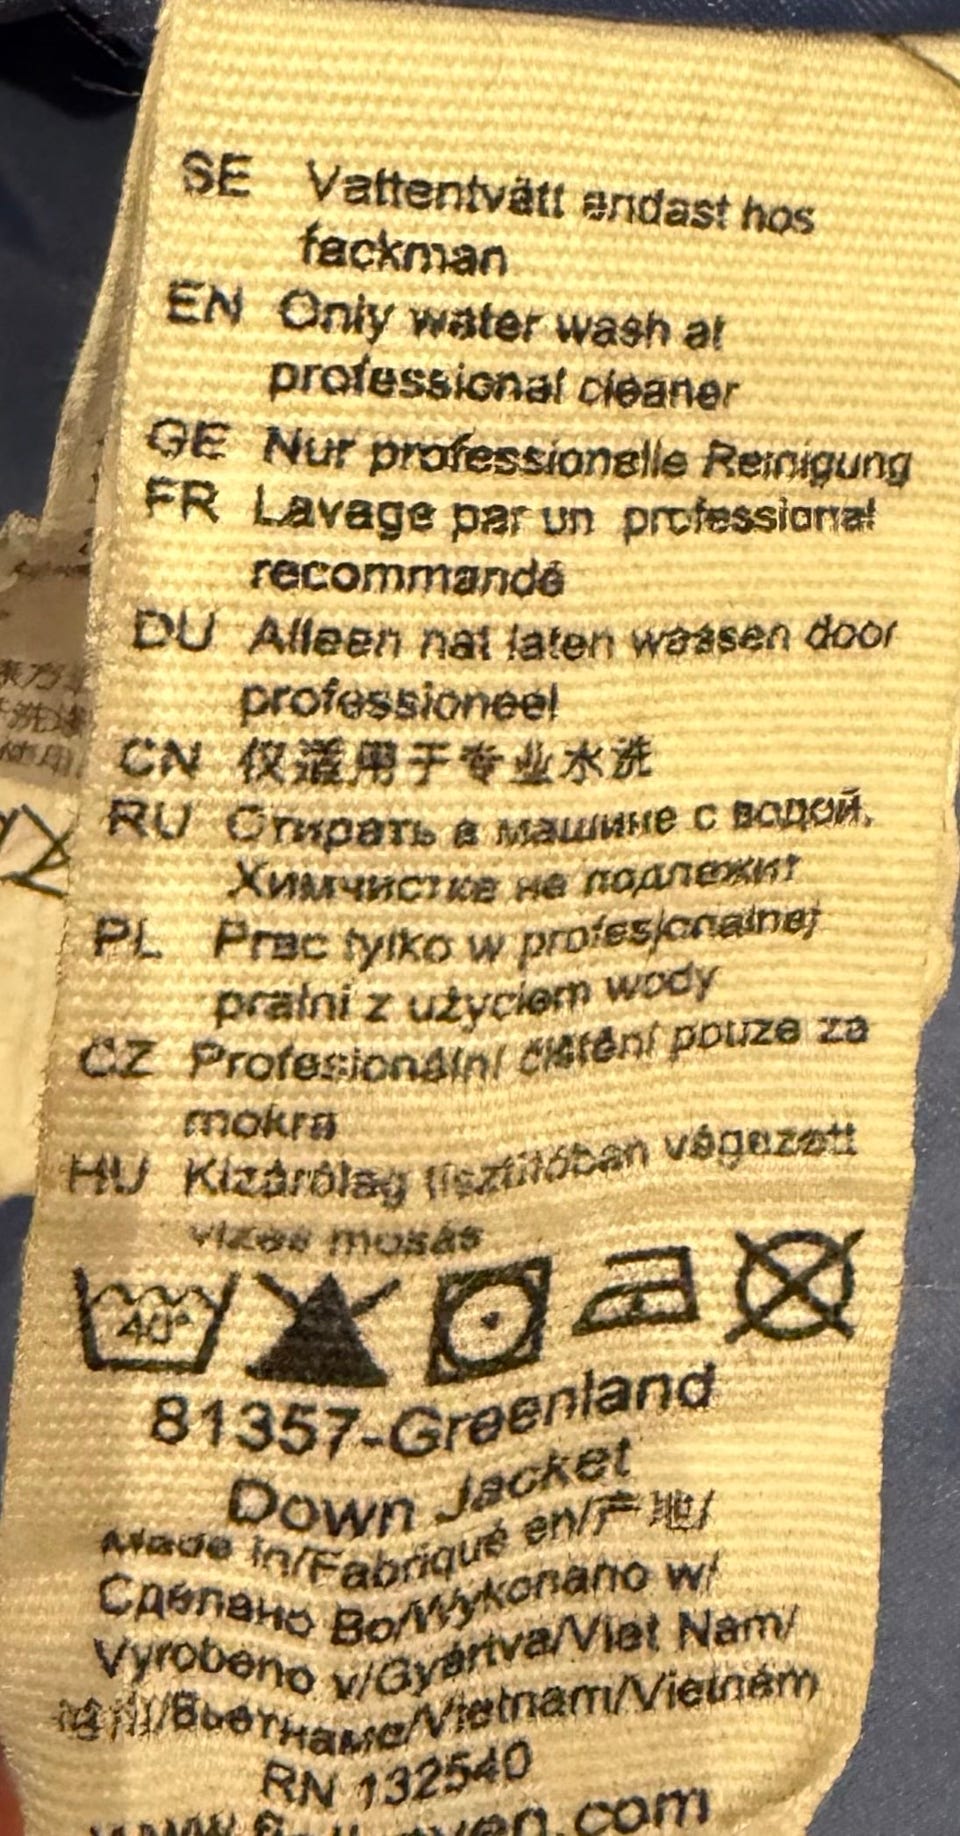 SE Vattentvätt endast hos
fackman
EN Only water wash at
professional cleaner
GE Nur professionelle Reinigung
FR Lavage par un professional
recommandé
DU Alleen nat laten wassen door
professioneel
CN 仅适用于专业水洗
RU Стирать в машине с водой.
Химчистке не подлежит
PL Prac tylko w profesjonalnej
pralni z użyciem wody
CZ Profesionální čištění pouze za
mokra
HU Kizárólag tisztítóban végezett
vizes mosás
40°
81357-Greenland
Down Jacket
Made in/Fabriqué en/产地/
Сделано Во/Wykonano w/
Vyrobeno v/Gyártva/Viet Nam/
/Вьетнаме/Vietnam/Vietnám
RN 132540